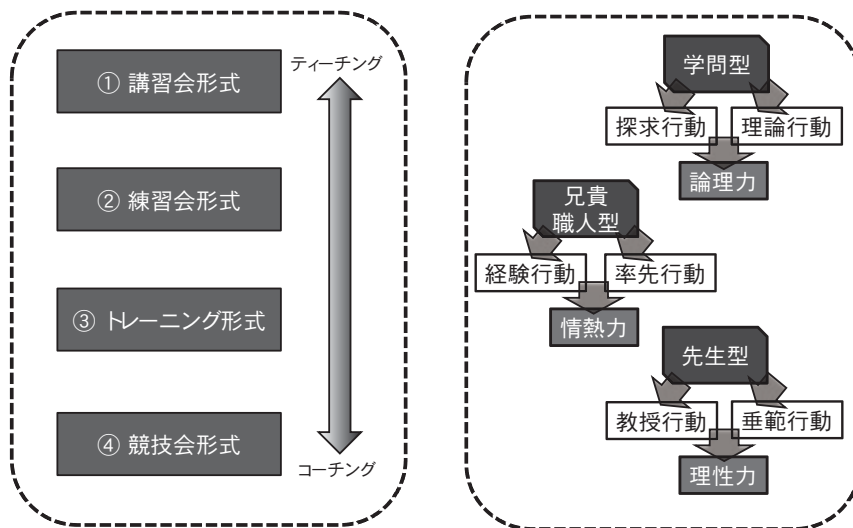 ティーチング
① 講習会形式
② 練習会形式
③ トレーニング形式
④ 競技会形式
コーチング
学問型
探求行動
理論行動
論理力
兄貴
職人型
経験行動
率先行動
情熱力
先生型
教授行動
垂範行動
理性力